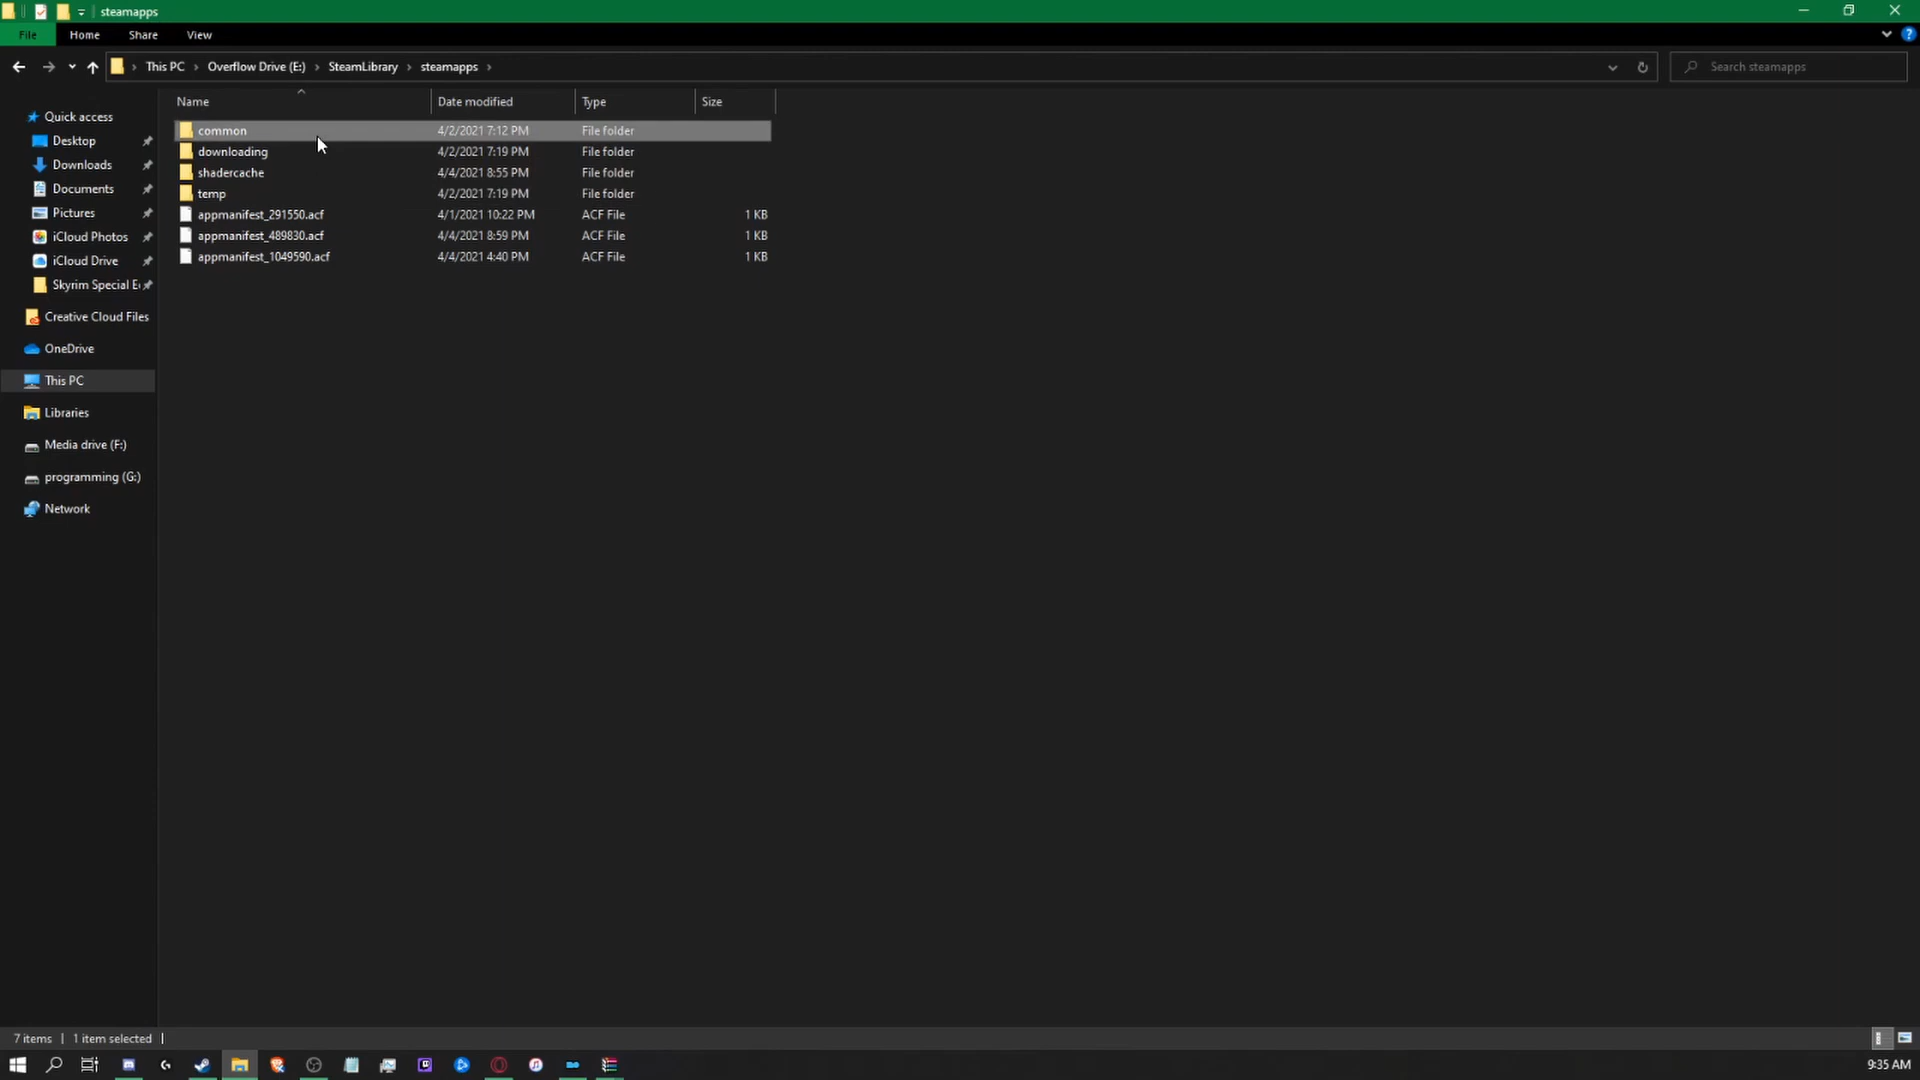 steamapps
File Home Share View
This PC Overflow Drive (E:) SteamLibrary steamapps Search steamapps
Name Date modified Type Size
common 4/2/2021 7:12 PM File folder
downloading 4/2/2021 7:19 PM File folder
shadercache 4/4/2021 8:55 PM File folder
temp 4/2/2021 7:19 PM File folder
appmanifest_291550.acf 4/1/2021 10:22 PM ACF File 1 KB
appmanifest_489830.acf 4/4/2021 8:59 PM ACF File 1 KB
appmanifest_1049590.acf 4/4/2021 4:40 PM ACF File 1 KB
Quick access
Desktop
Downloads
Documents
Pictures
iCloud Photos
iCloud Drive
Skyrim Special E
Creative Cloud Files
OneDrive
This PC
Libraries
Media drive (F:)
programming (G:)
Network
7 items 1 item selected
9:35 AM